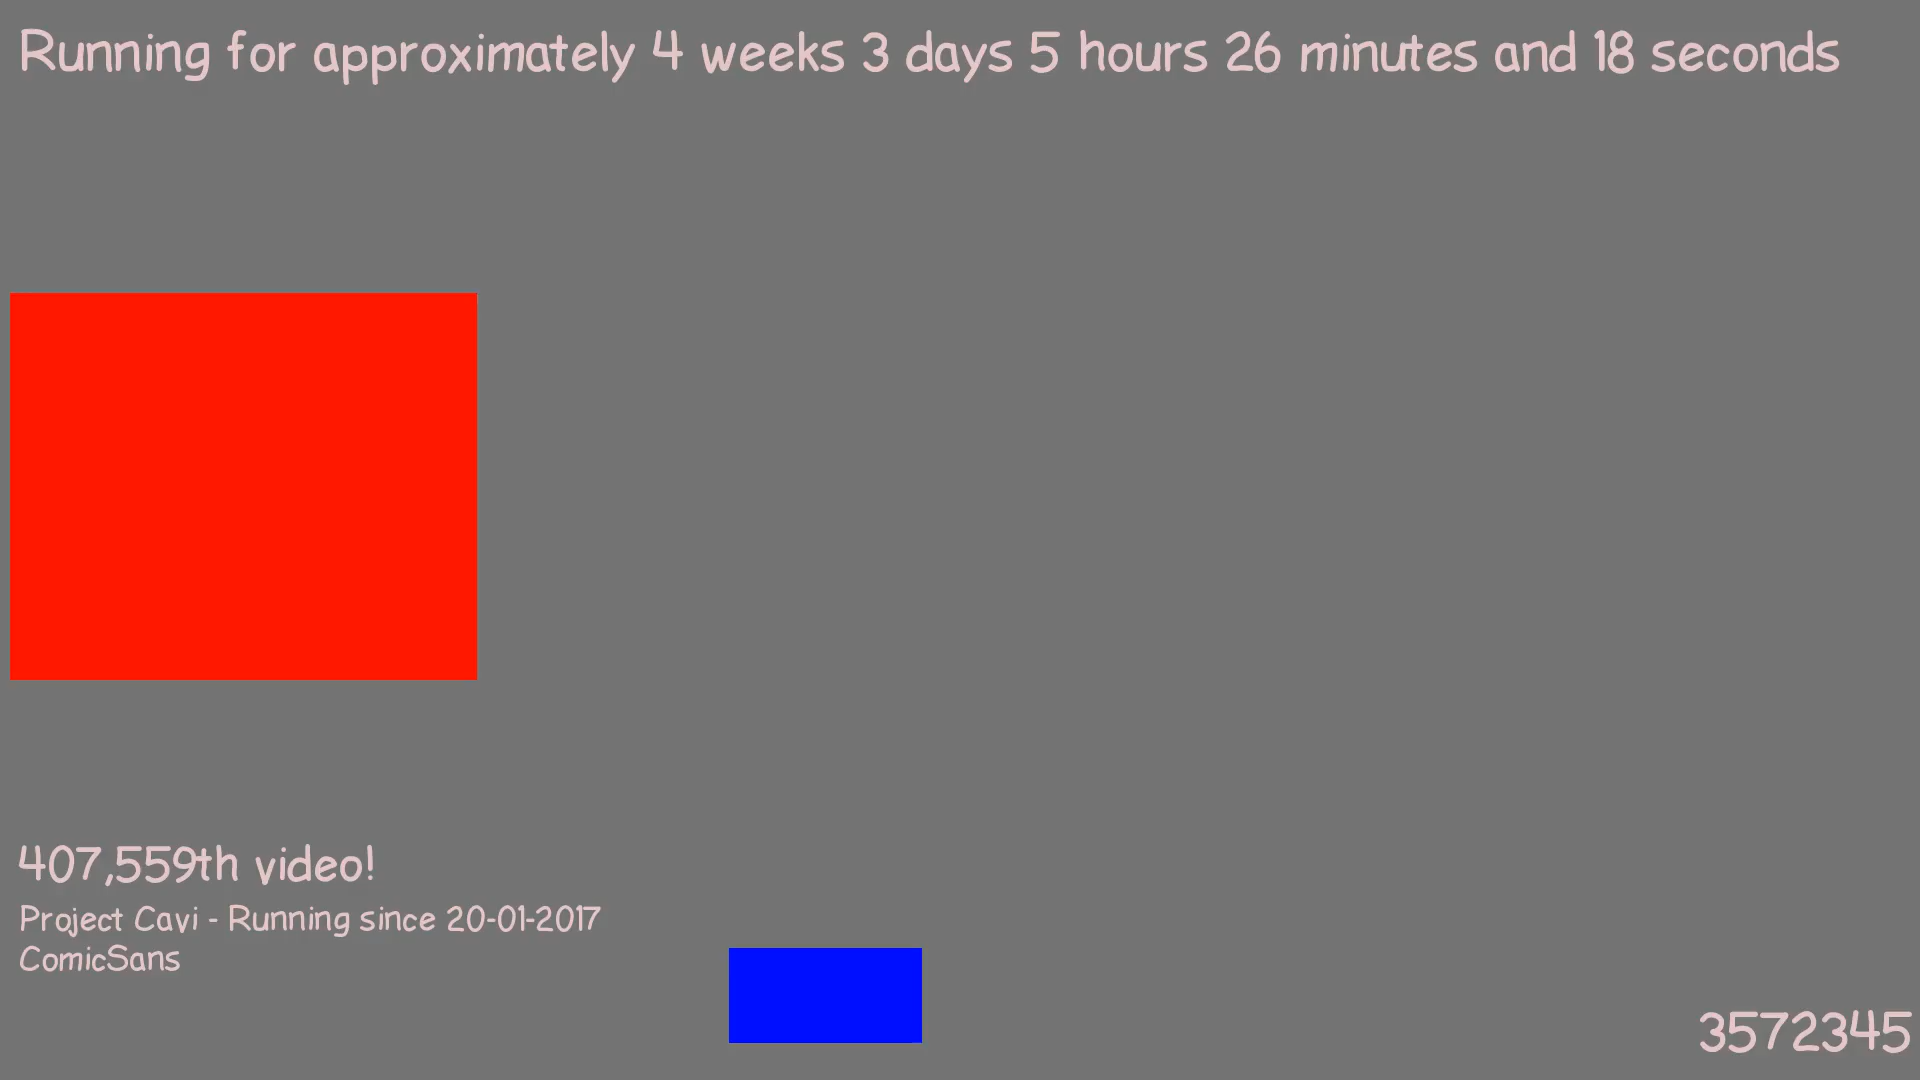 Running for approximately 4 weeks 3 days 5 hours 26 minutes and 18 seconds
407,559th video!
Project Cavi - Running since 20-01-2017
ComicSans
3572345